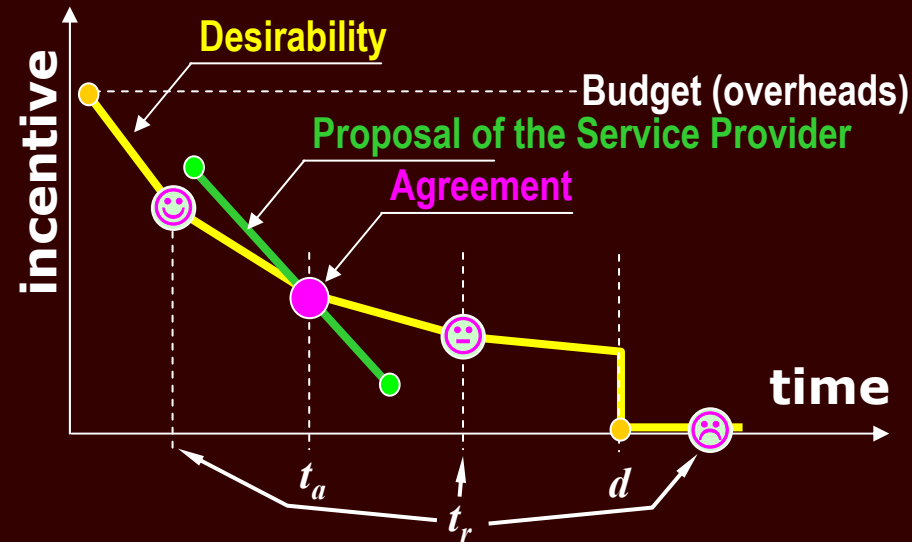 Desirability
Budget (overheads)
Proposal of the Service Provider
Agreement
incentive
time
tₐ
d
tᵣ